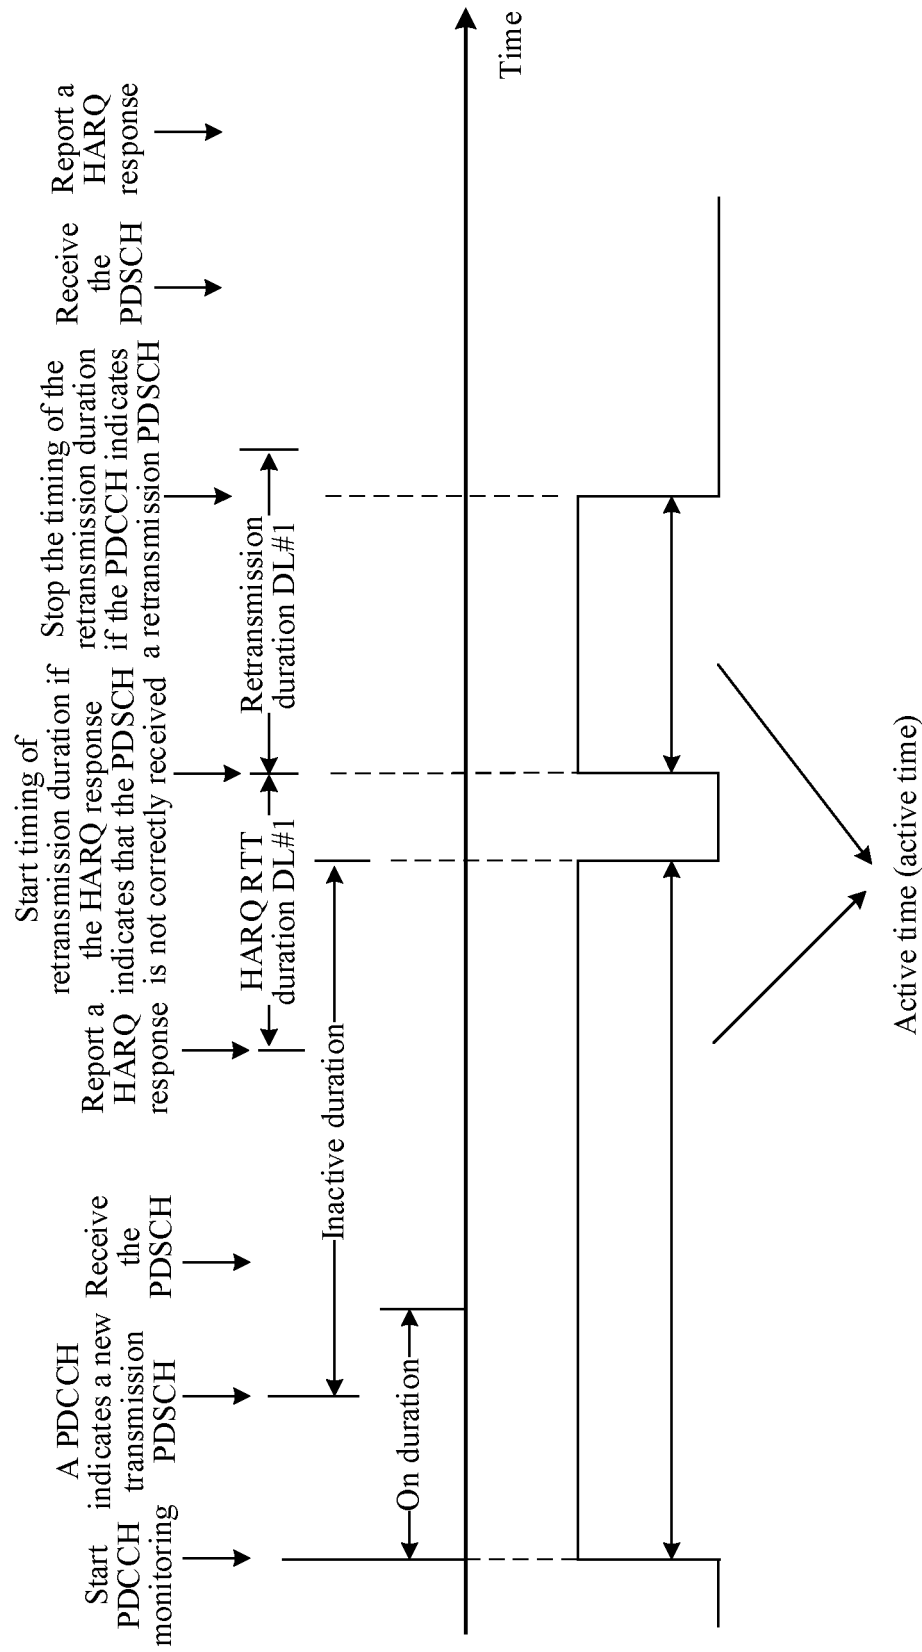 Start
PDCCH
monitoring
A PDCCH
indicates a new
transmission
PDSCH
Receive
the
PDSCH
Report a
HARQ
response
Start timing of
retransmission duration if
the HARQ response
indicates that the PDSCH
is not correctly received
Stop the timing of the
retransmission duration
if the PDCCH indicates
a retransmission PDSCH
Receive
the
PDSCH
Report a
HARQ
response
HARQ RTT
duration DL#1
Retransmission
duration DL#1
Inactive duration
On duration
Time
Active time (active time)